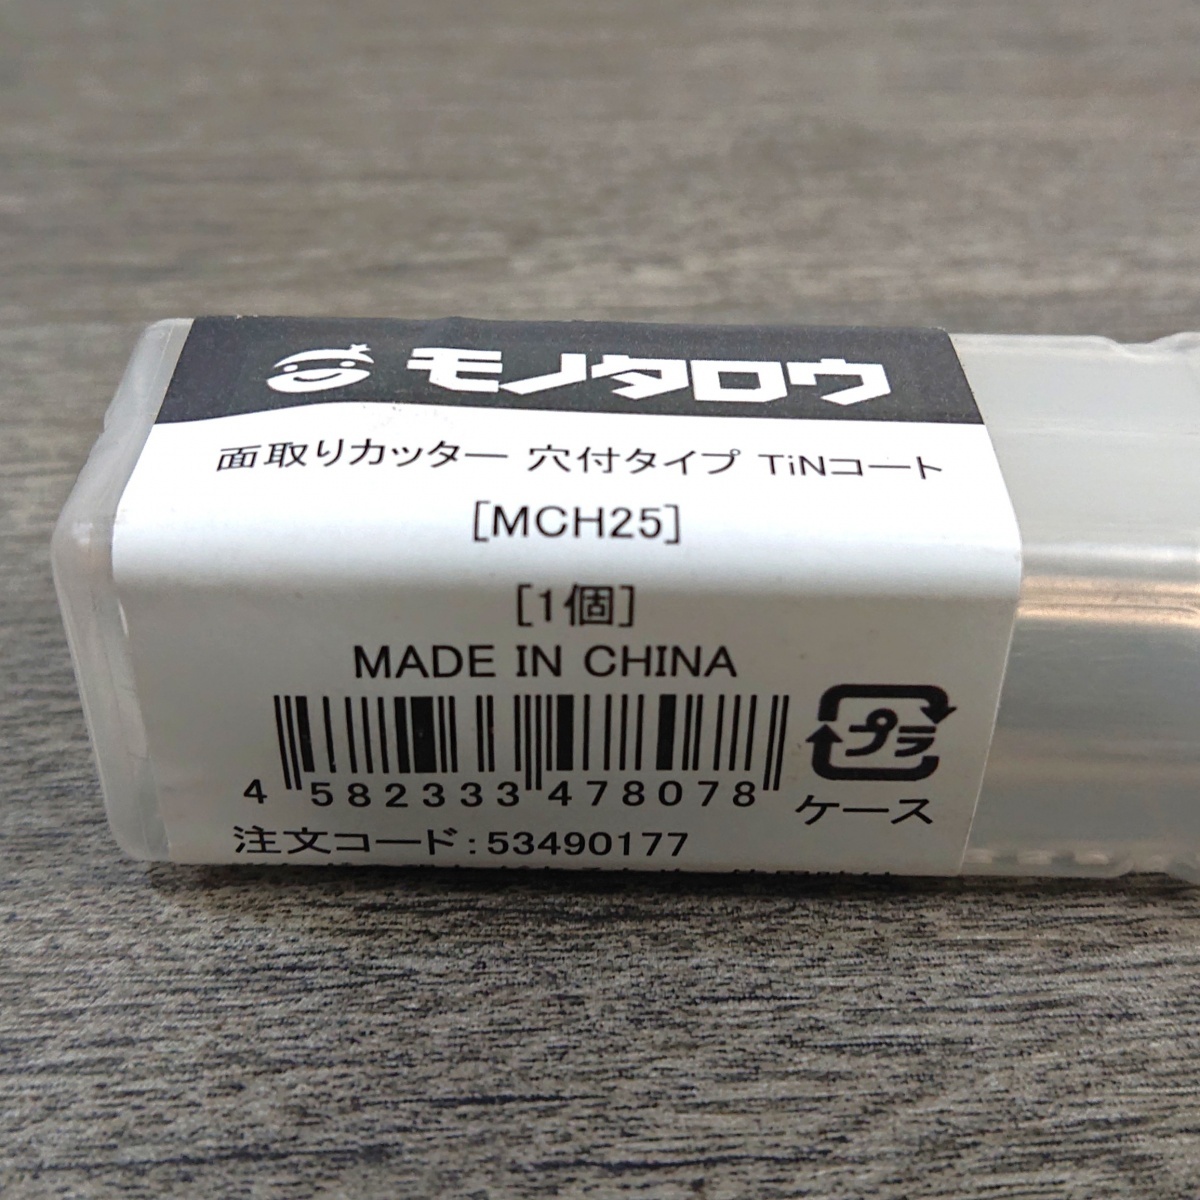 モノタロウ
面取りカッター 穴付タイプ TiNコート
[MCH25]
[1個]
MADE IN CHINA
プラ
4 582333 478078
ケース
注文コード:53490177